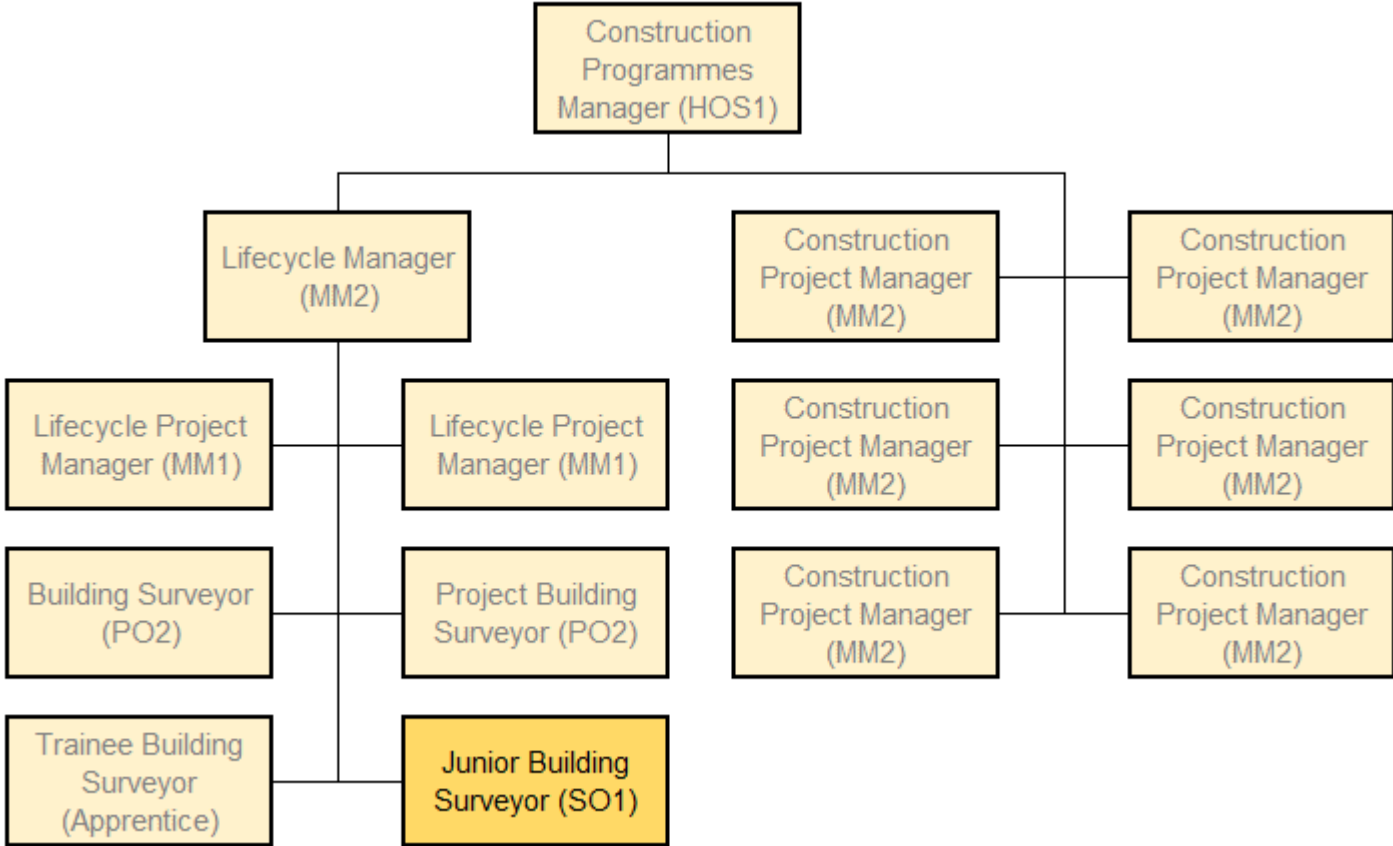 Construction
Programmes
Manager (HOS1)
Lifecycle Manager
(MM2)
Construction
Project Manager
(MM2)
Construction
Project Manager
(MM2)
Lifecycle Project
Manager (MM1)
Lifecycle Project
Manager (MM1)
Construction
Project Manager
(MM2)
Construction
Project Manager
(MM2)
Building Surveyor
(PO2)
Project Building
Surveyor (PO2)
Construction
Project Manager
(MM2)
Construction
Project Manager
(MM2)
Trainee Building
Surveyor
(Apprentice)
Junior Building
Surveyor (SO1)